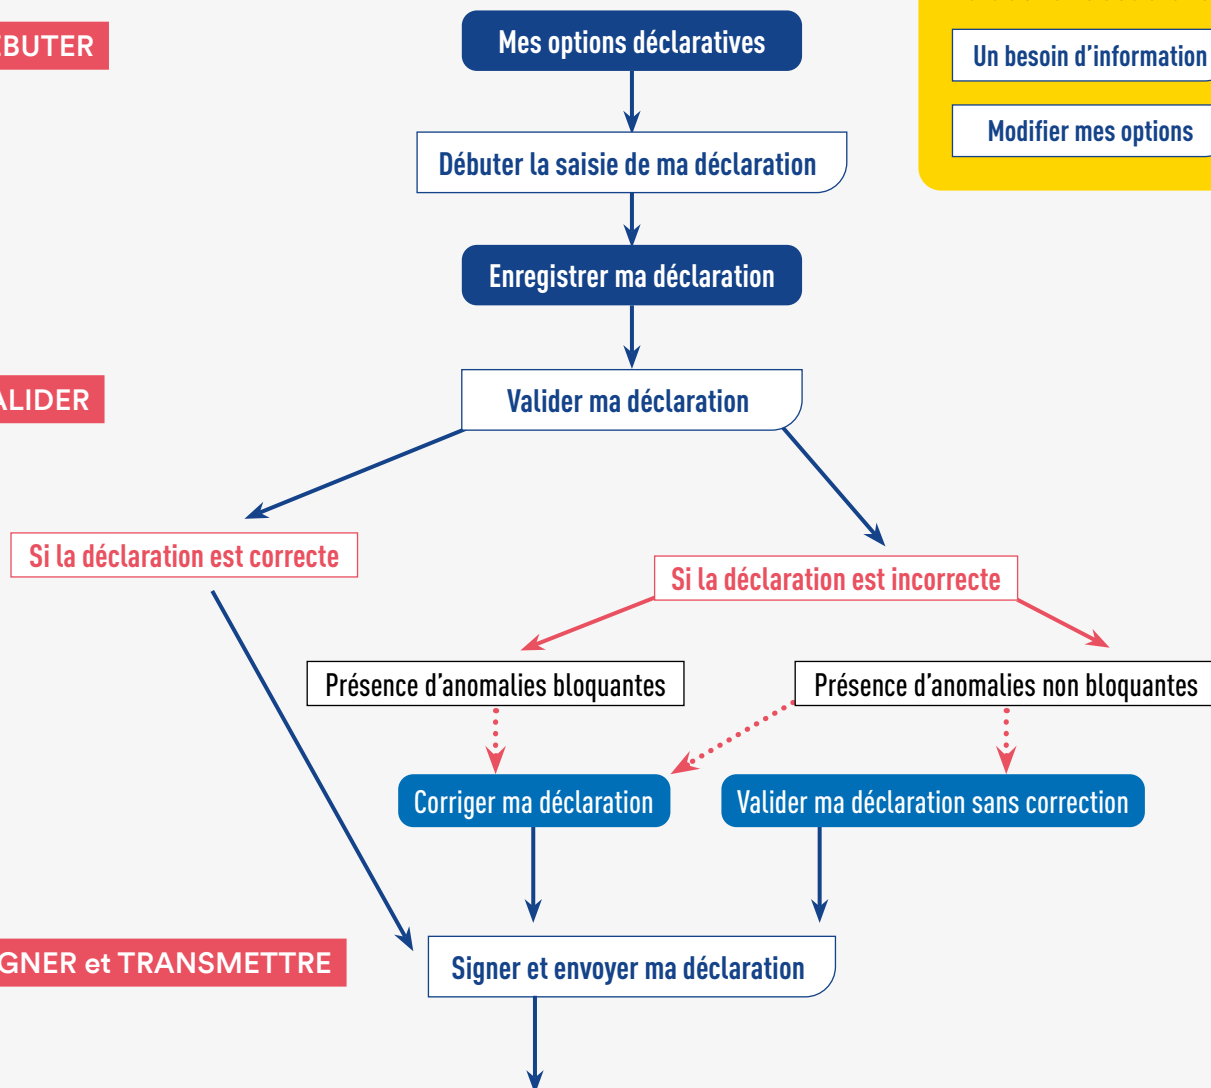 EBUTER
Mes options déclaratives
Un besoin d'information
Modifier mes options
Débuter la saisie de ma déclaration
Enregistrer ma déclaration
ALIDER
Valider ma déclaration
Si la déclaration est correcte
Si la déclaration est incorrecte
Présence d'anomalies bloquantes
Présence d'anomalies non bloquantes
Corriger ma déclaration
Valider ma déclaration sans correction
GNER et TRANSMETTRE
Signer et envoyer ma déclaration